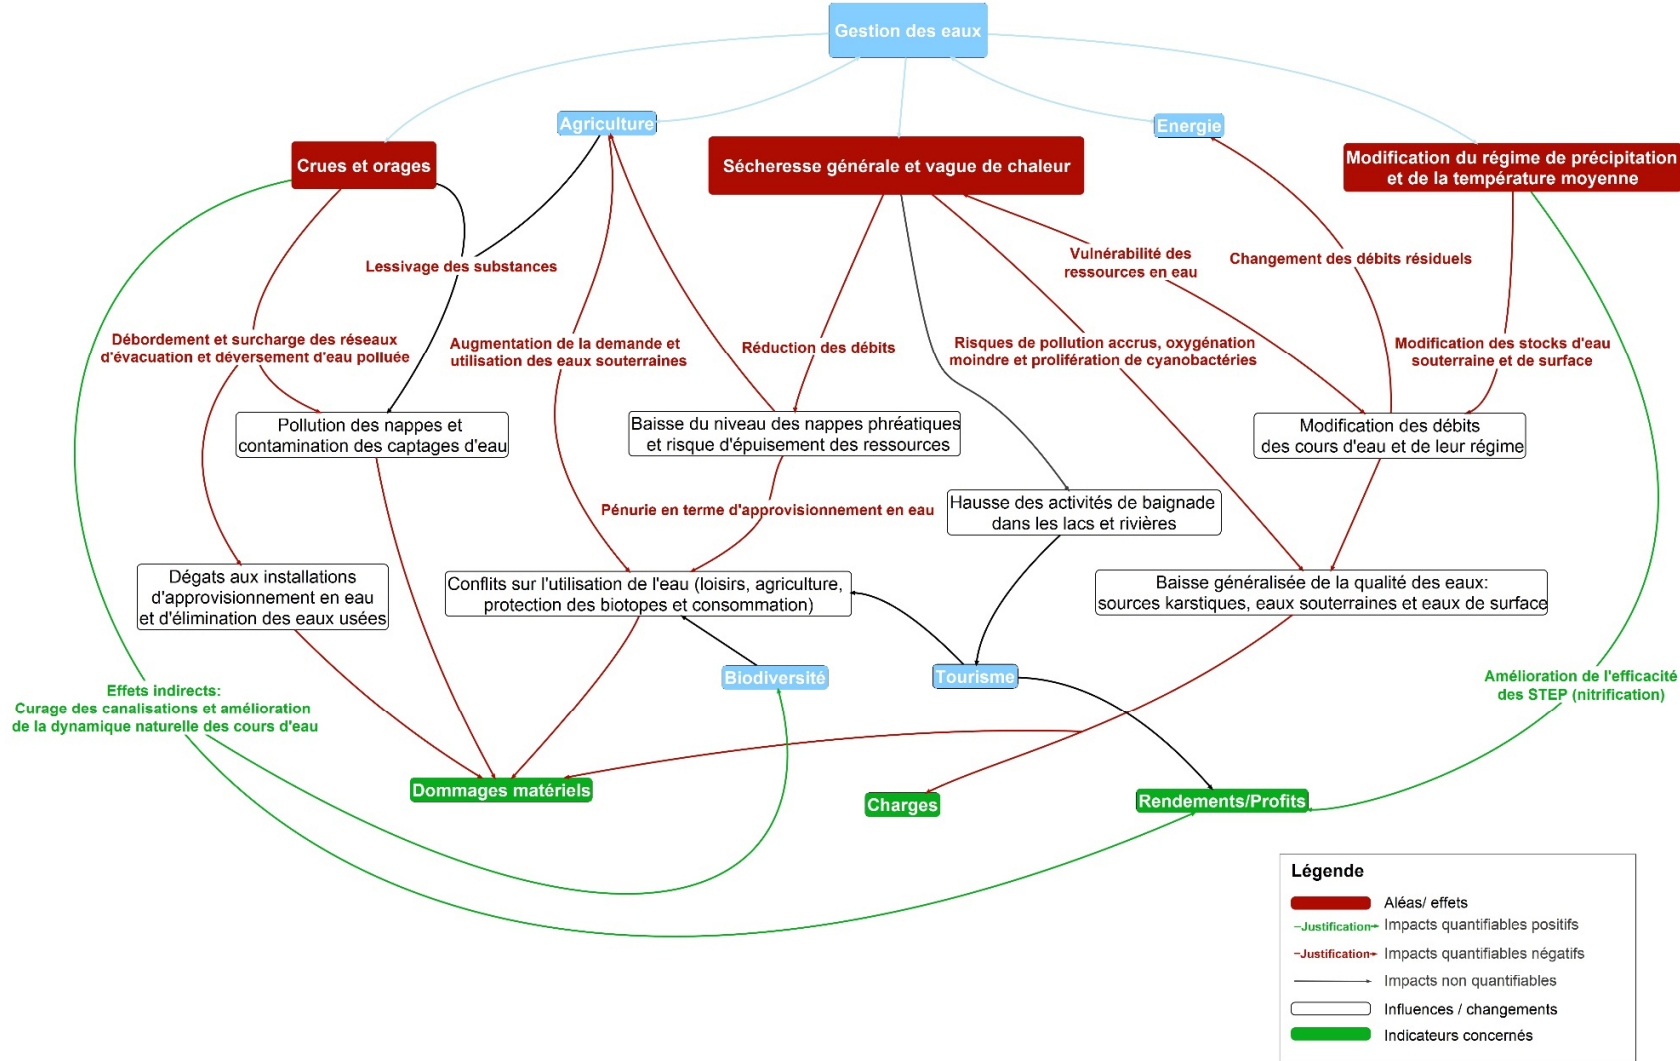 Gestion des eaux
Agriculture
Energie
Crues et orages
Sécheresse générale et vague de chaleur
Modification du régime de précipitation
et de la température moyenne
Lessivage des substances
Vulnérabilité des
ressources en eau
Changement des débits résiduels
Débordement et surcharge des réseaux
d'évacuation et déversement d'eau polluée
Augmentation de la demande et
utilisation des eaux souterraines
Réduction des débits
Risques de pollution accrus, oxygénation
moindre et prolifération de cyanobactéries
Modification des stocks d'eau
souterraine et de surface
Pollution des nappes et
contamination des captages d'eau
Baisse du niveau des nappes phréatiques
et risque d'épuisement des ressources
Modification des débits
des cours d'eau et de leur régime
Pénurie en terme d'approvisionnement en eau
Hausse des activités de baignade
dans les lacs et rivières
Dégats aux installations
d'approvisionnement en eau
et d'élimination des eaux usées
Conflits sur l'utilisation de l'eau (loisirs, agriculture,
protection des biotopes et consommation)
Baisse généralisée de la qualité des eaux:
sources karstiques, eaux souterraines et eaux de surface
Biodiversité
Tourisme
Effets indirects:
Curage des canalisations et amélioration
de la dynamique naturelle des cours d'eau
Amélioration de l'efficacité
des STEP (nitrification)
Dommages matériels
Charges
Rendements/Profits
Légende
Aléas/ effets
Justification Impacts quantifiables positifs
Justification Impacts quantifiables négatifs
Impacts non quantifiables
Influences / changements
Indicateurs concernés